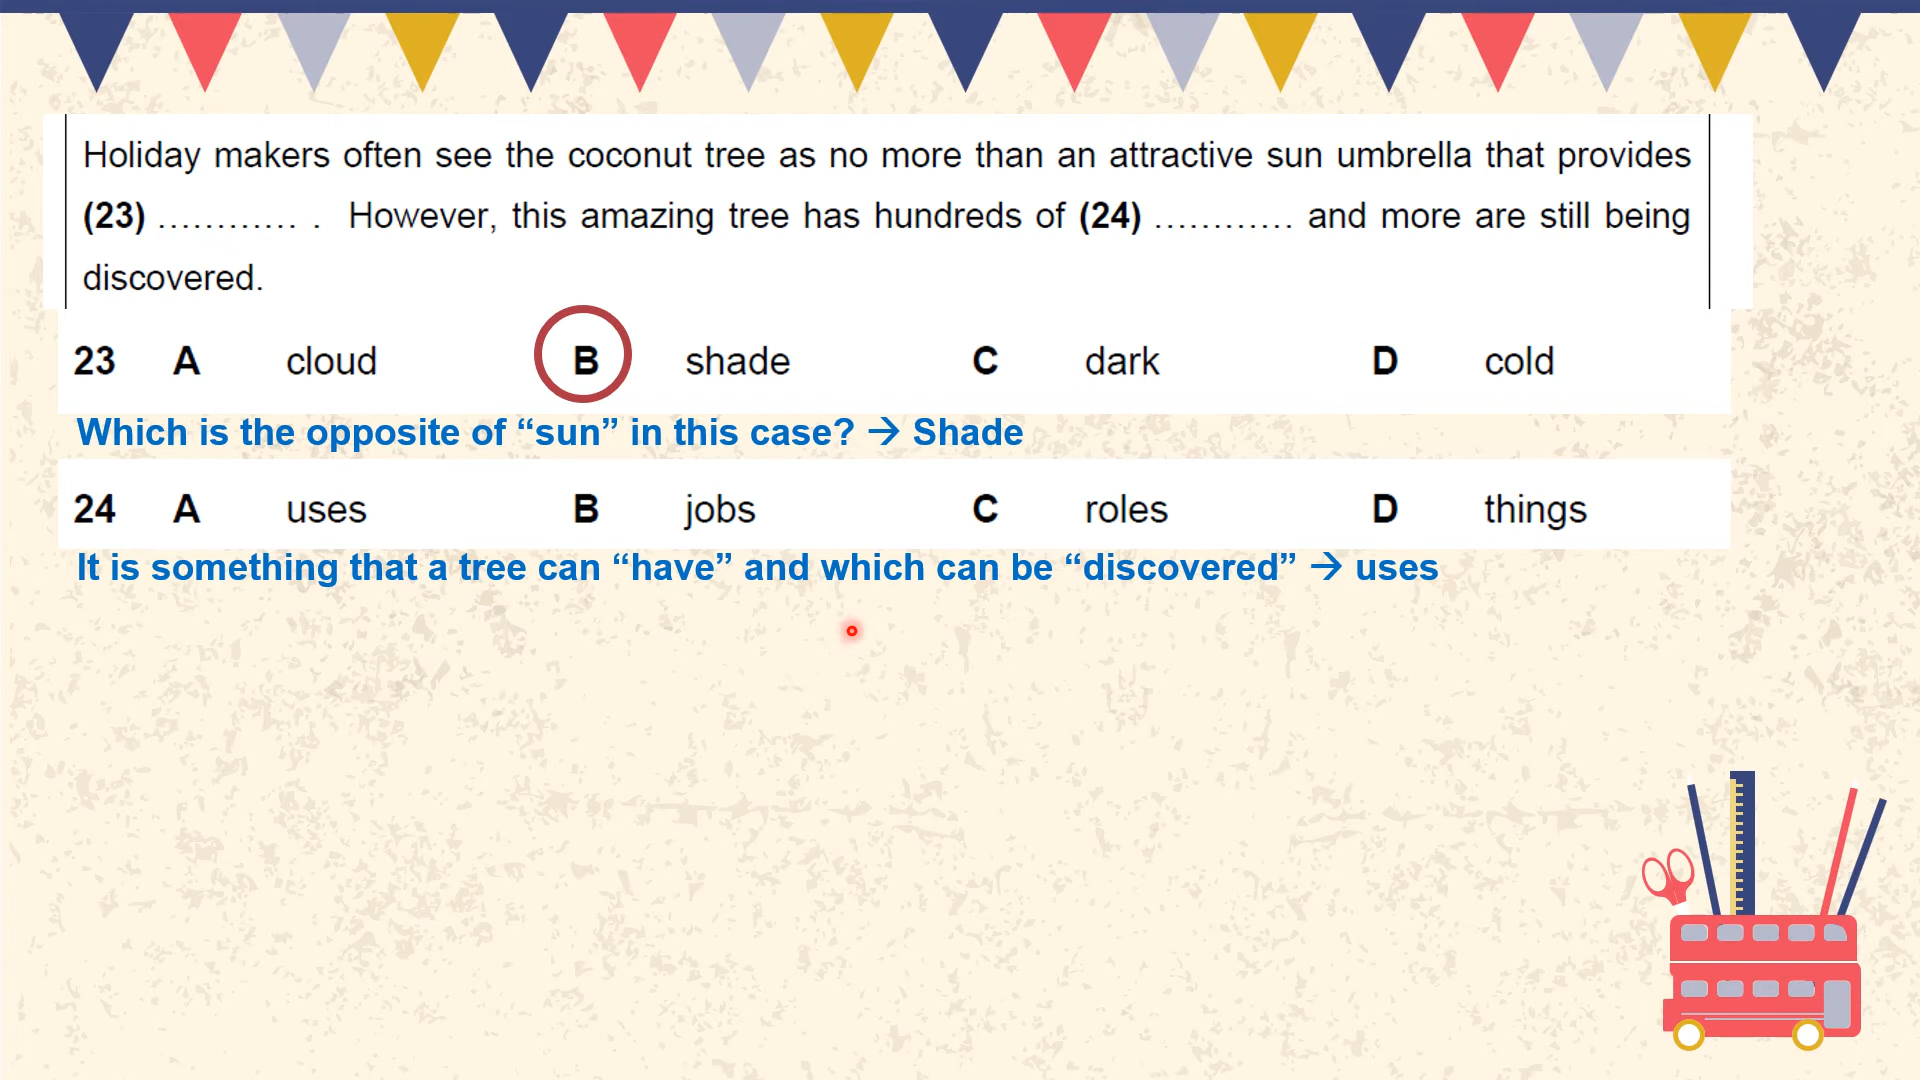 Holiday makers often see the coconut tree as no more than an attractive sun umbrella that provides
(23) ............. . However, this amazing tree has hundreds of (24) ............ and more are still being
discovered.
23 A cloud B shade C dark D cold
Which is the opposite of “sun” in this case? → Shade
24 A uses B jobs C roles D things
It is something that a tree can “have” and which can be “discovered” → uses